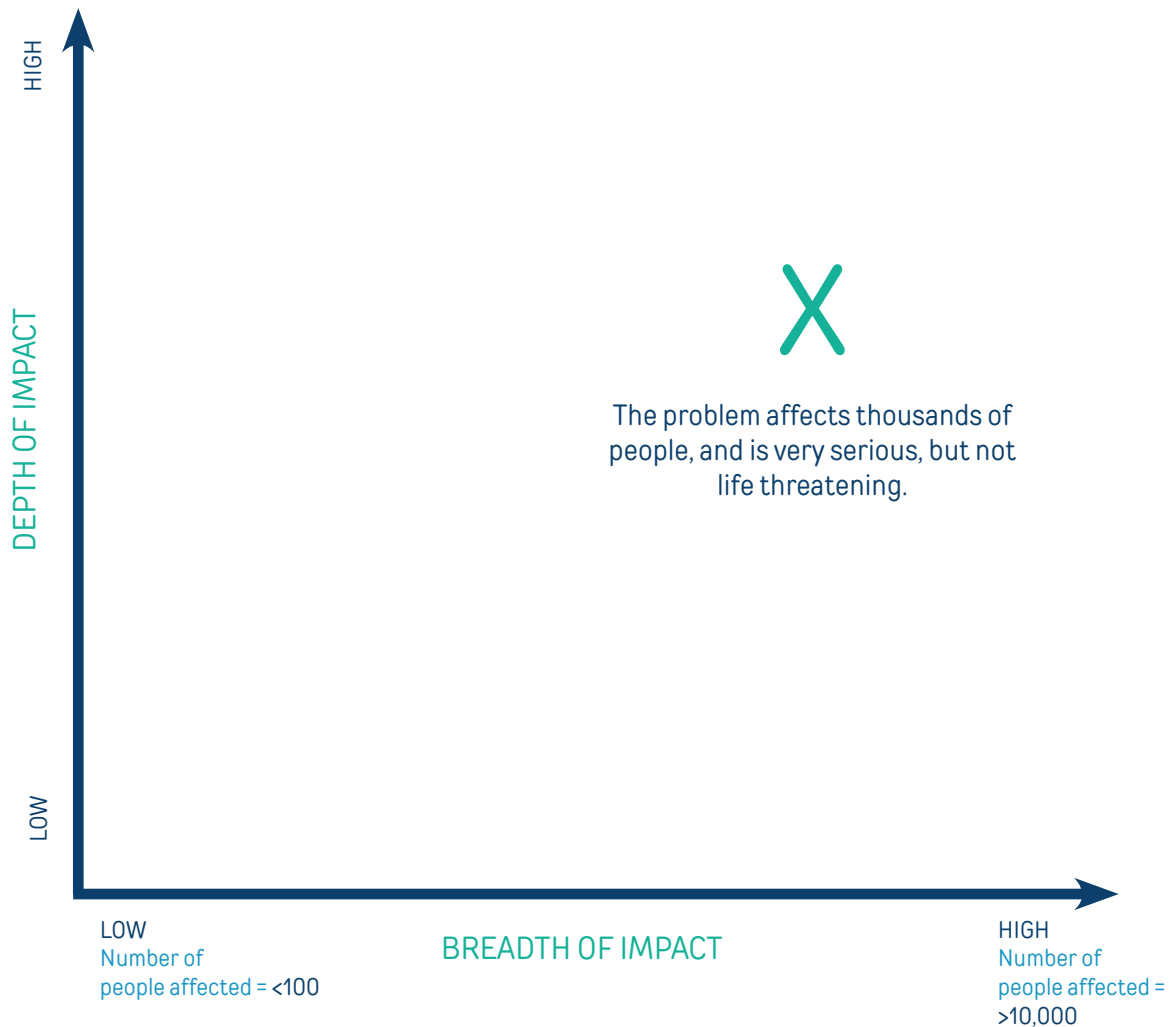 HIGH
DEPTH OF IMPACT
LOW
X
The problem affects thousands of
people, and is very serious, but not
life threatening.
LOW
Number of
people affected = <100
BREADTH OF IMPACT
HIGH
Number of
people affected =
>10,000